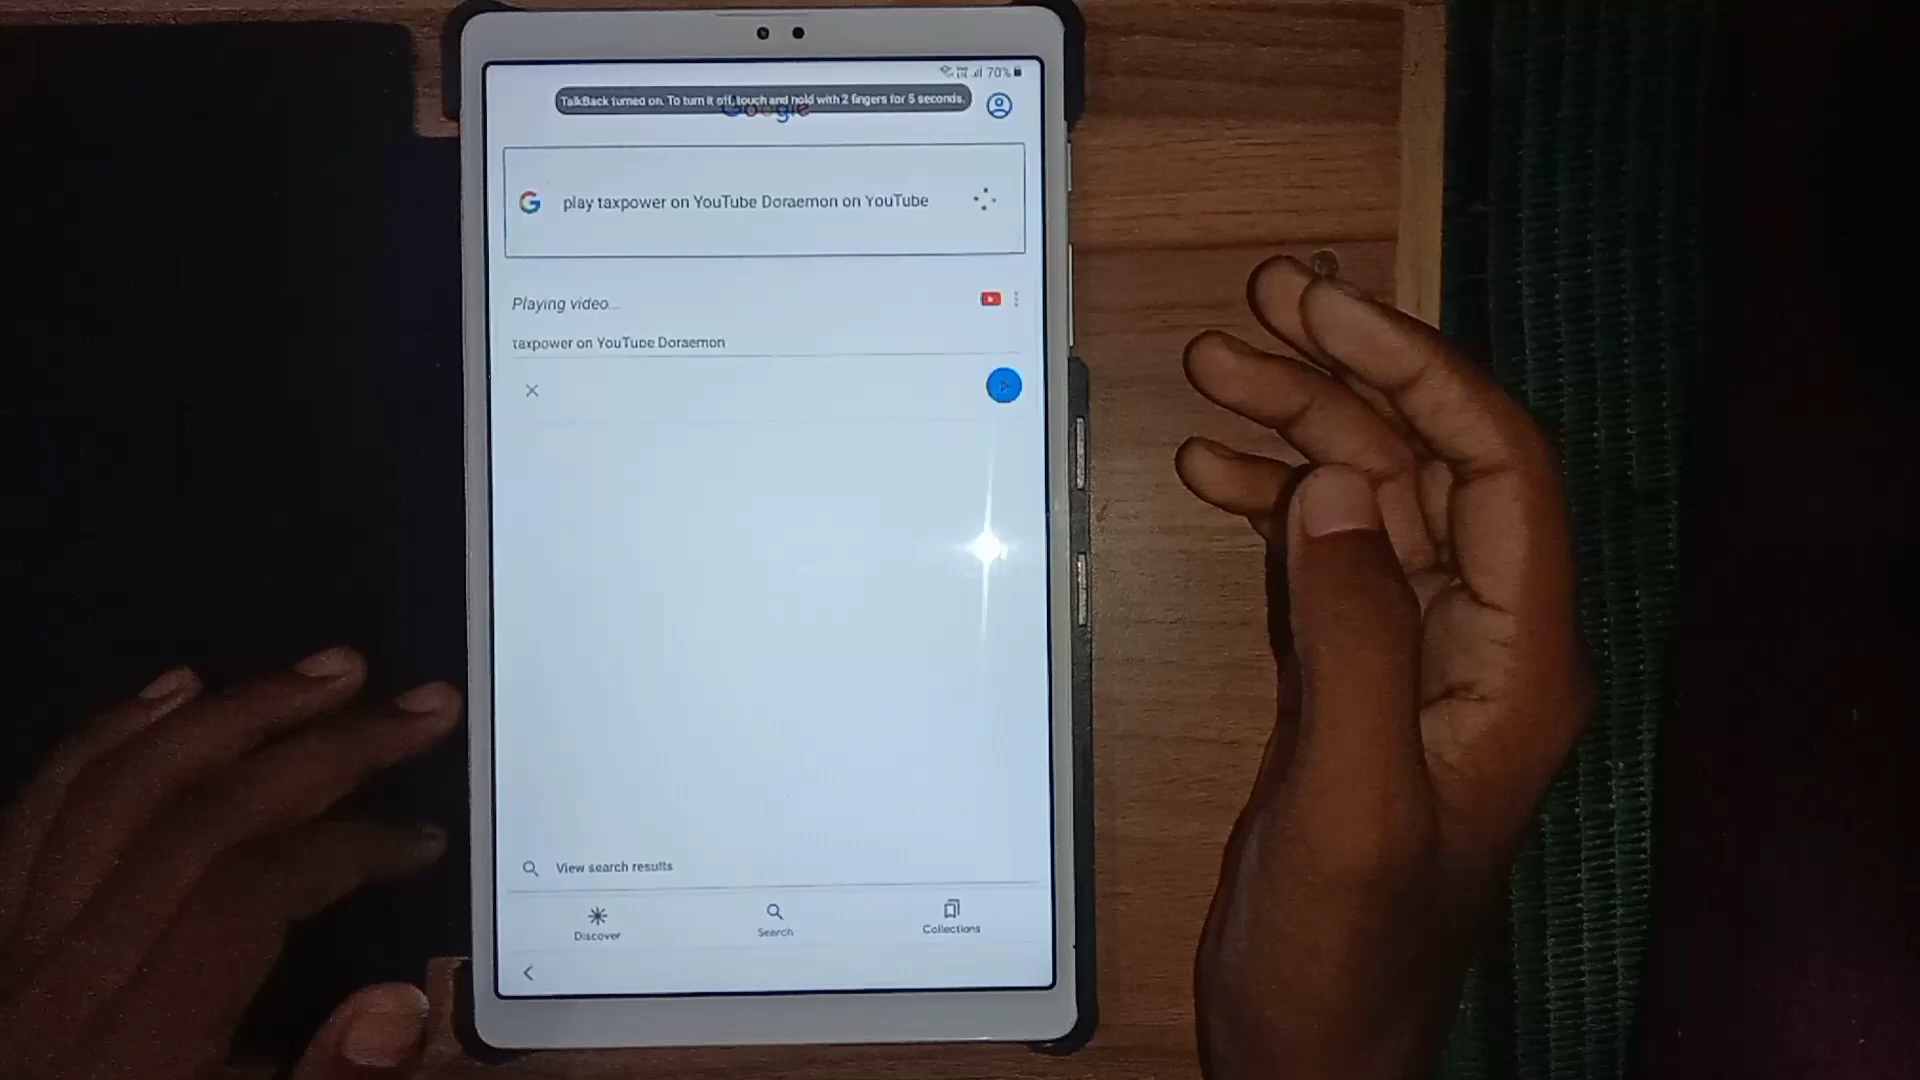 70%
TalkBack turned on. To turn it off, touch and hold with 2 fingers for 5 seconds.
Google
G play taxpower on YouTube Doraemon on YouTube
Playing video...
taxpower on YouTube Doraemon
View search results
Discover
Search
Collections